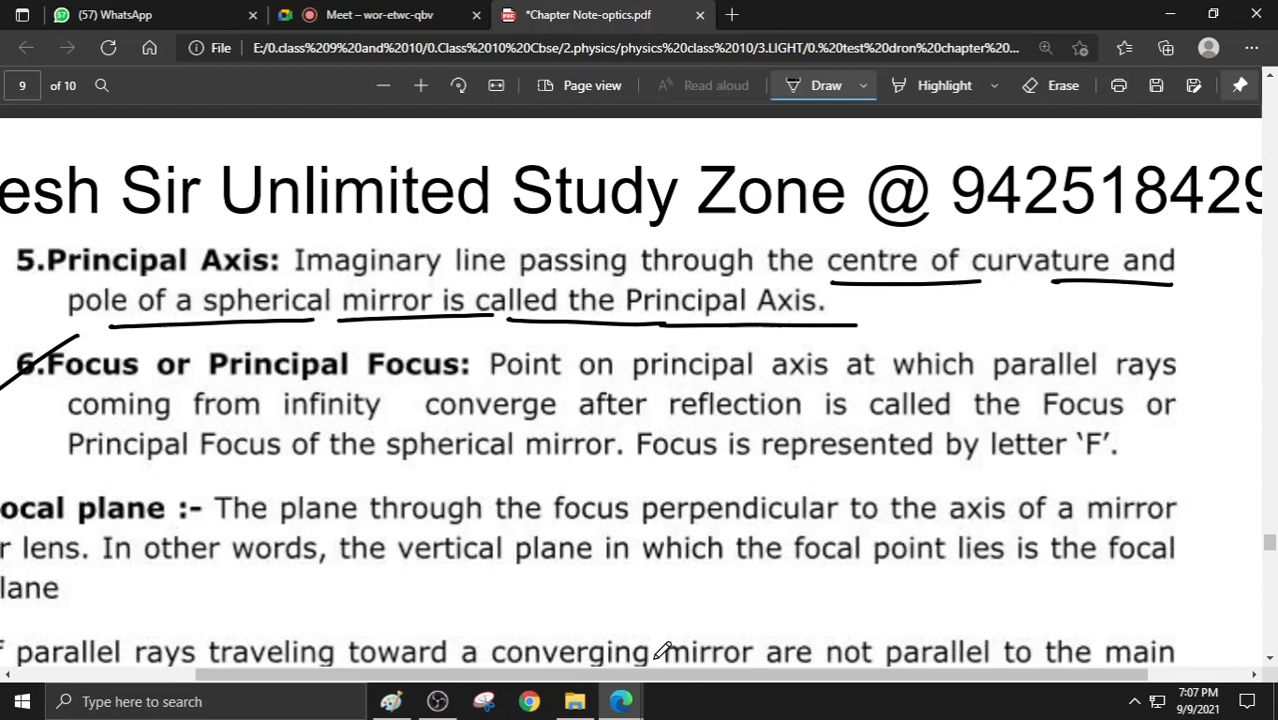 (57) WhatsApp
Meet – wor-etwc-qbv
*Chapter Note-optics.pdf
File
E:/0.class%209%20and%2010/0.Class%2010%20Cbse/2.physics/physics%20class%2010/3.LIGHT/0.%20test%20dron%20chapter%20...
9
of 10
Page view
Read aloud
Draw
Highlight
Erase
esh Sir Unlimited Study Zone @ 942518429
5.Principal Axis: Imaginary line passing through the centre of curvature and
pole of a spherical mirror is called the Principal Axis.
6.Focus or Principal Focus: Point on principal axis at which parallel rays
coming from infinity converge after reflection is called the Focus or
Principal Focus of the spherical mirror. Focus is represented by letter ‘F’.
ocal plane :- The plane through the focus perpendicular to the axis of a mirror
r lens. In other words, the vertical plane in which the focal point lies is the focal
lane
f parallel rays traveling toward a converging mirror are not parallel to the main
Type here to search
7:07 PM
9/9/2021